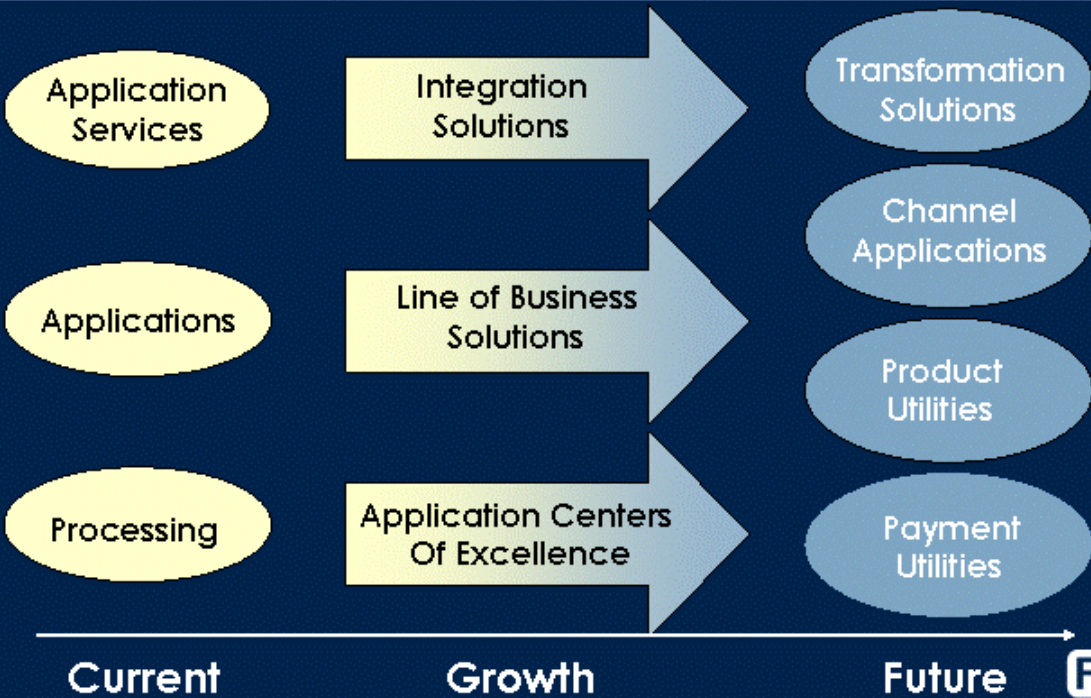 Application
Services
Integration
Solutions
Transformation
Solutions
Channel
Applications
Applications
Line of Business
Solutions
Product
Utilities
Processing
Application Centers
Of Excellence
Payment
Utilities
Current
Growth
Future